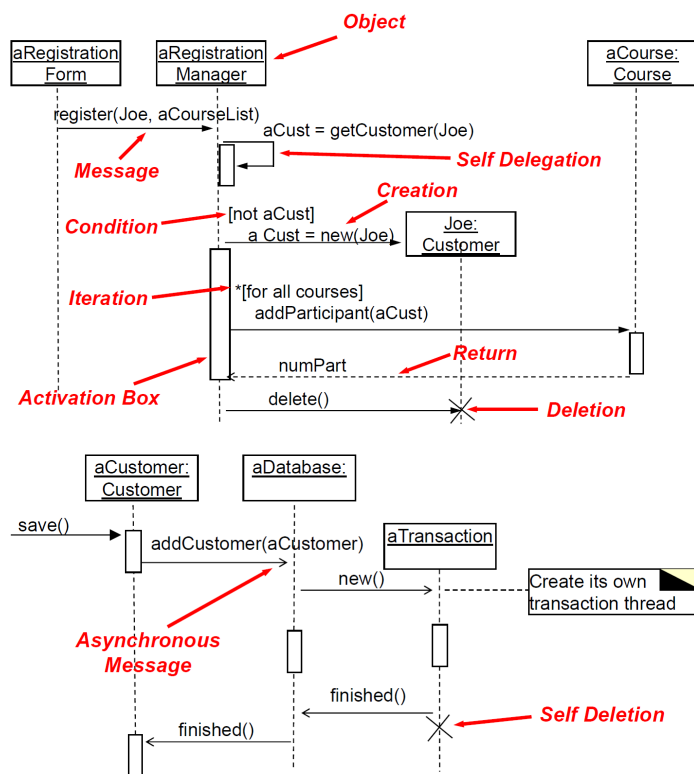 Object
aRegistration
Form
aRegistration
Manager
aCourse:
Course
register(Joe, aCourseList)
aCust = getCustomer(Joe)
Message
Self Delegation
Creation
Condition
[not aCust]
a Cust = new(Joe)
Joe:
Customer
Iteration
*[for all courses]
addParticipant(aCust)
Return
numPart
Activation Box
delete()
Deletion
aCustomer:
Customer
aDatabase:
save()
addCustomer(aCustomer)
aTransaction
new()
Create its own
transaction thread
Asynchronous
Message
finished()
Self Deletion
finished()